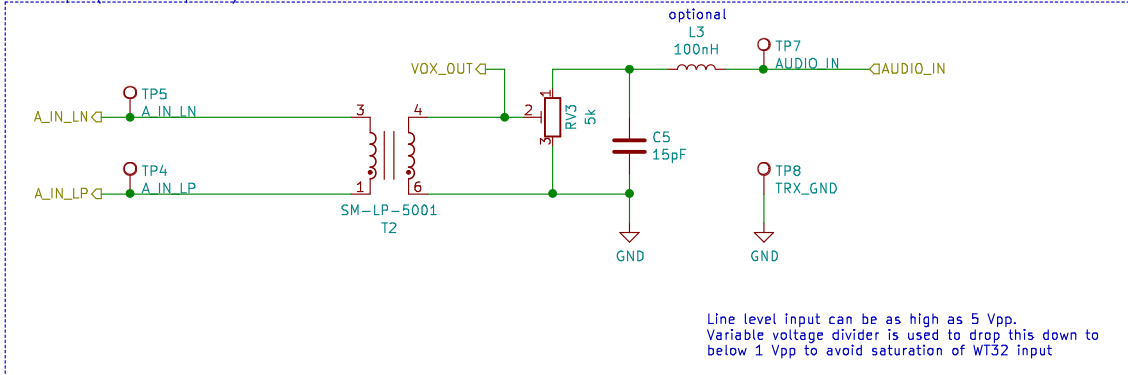 optional
L3
100nH
TP7
AUDIO_IN
AUDIO_IN
VOX_OUT
TP5
A_IN_LN
A_IN_LN
3
4
2
1
3
RV3
5k
C5
15pF
TP4
A_IN_LP
A_IN_LP
1
6
SM-LP-5001
T2
TP8
TRX_GND
GND
GND
Line level input can be as high as 5 Vpp.
Variable voltage divider is used to drop this down to
below 1 Vpp to avoid saturation of WT32 input